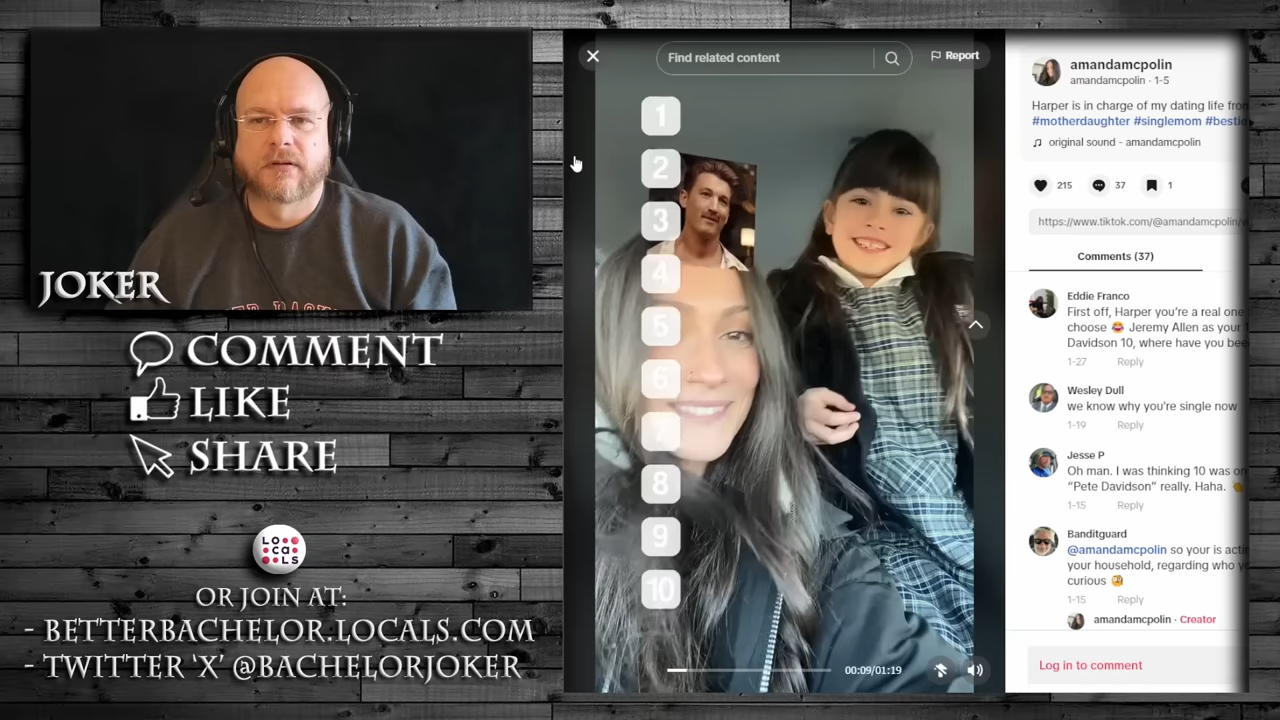 JOKER
COMMENT
LIKE
SHARE
LOCALS
OR JOIN AT:
- BETTERBACHELOR.LOCALS.COM
- TWITTER 'X' @BACHELORJOKER
Find related content
Report
1
2
3
4
5
6
7
8
9
10
00:09/01:19
amandamcpolin
amandamcpolin · 1-5
Harper is in charge of my dating life from
#motherdaughter #singlemom #bestie
original sound - amandamcpolin
215
37
1
https://www.tiktok.com/@amandamcpolin/
Comments (37)
Eddie Franco
First off, Harper you're a real one
choose 😂 Jeremy Allen as your
Davidson 10, where have you bee
1-27
Reply
Wesley Dull
we know why you're single now
1-19
Reply
Jesse P
Oh man. I was thinking 10 was
"Pete Davidson" really. Haha.
1-15
Reply
Banditguard
@amandamcpolin so your is acti
your household, regarding who
curious
1-15
Reply
amandamcpolin · Creator
Log in to comment